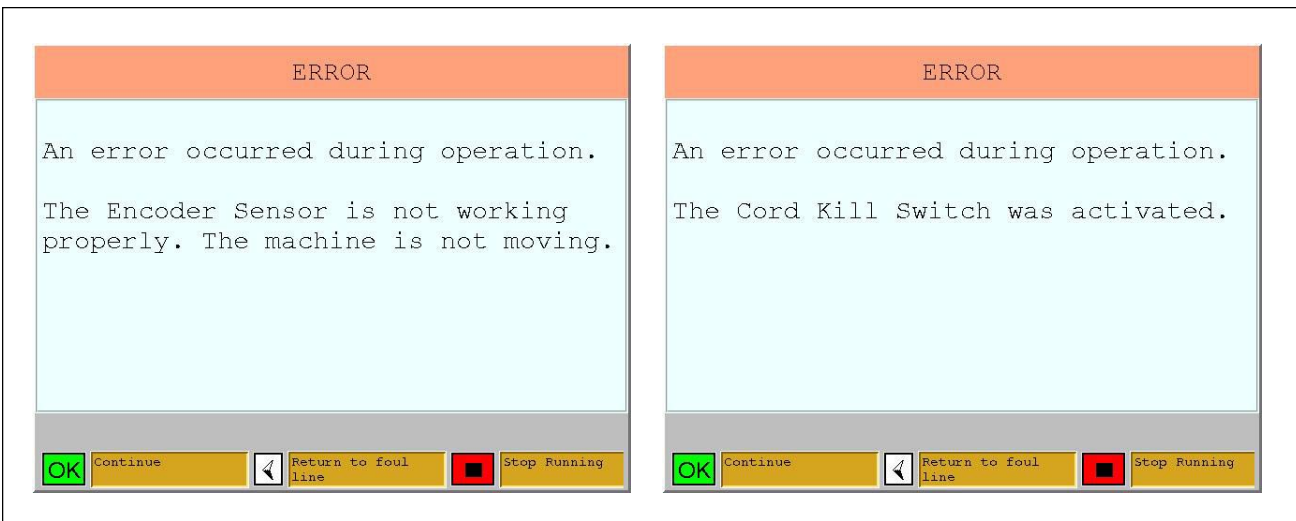 ERROR
An error occurred during operation.
The Encoder Sensor is not working
properly. The machine is not moving.
OK
Continue
Return to foul
line
Stop Running
ERROR
An error occurred during operation.
The Cord Kill Switch was activated.
OK
Continue
Return to foul
line
Stop Running